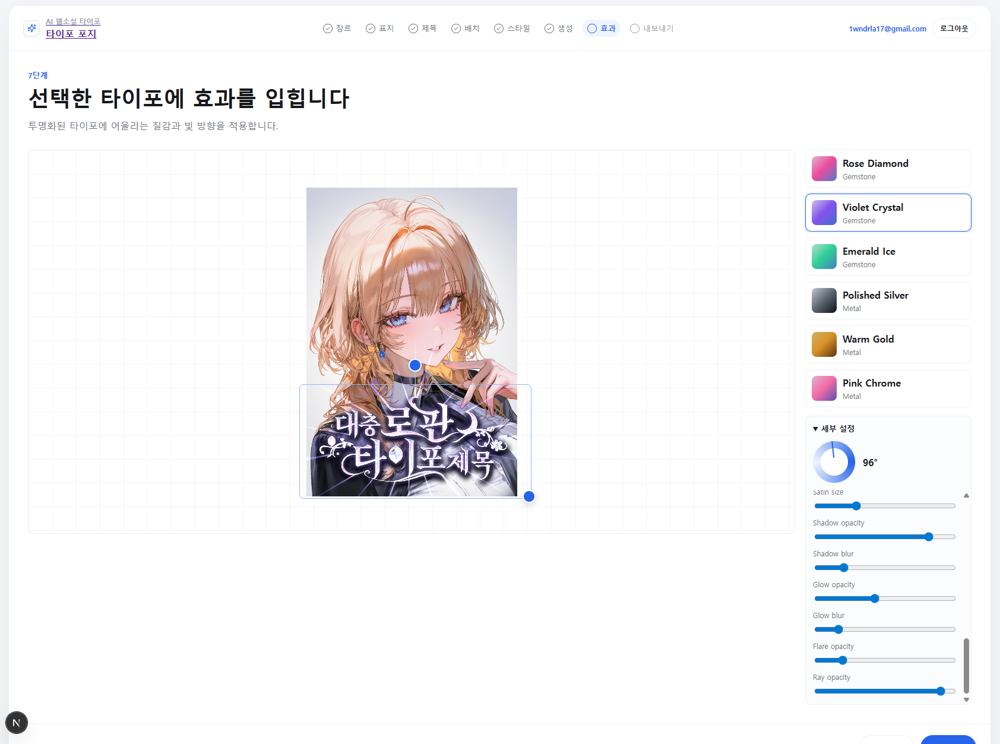 AI 웹소설 타이포
타이포 포지
장르
표지
제목
배치
스타일
생성
효과
내보내기
1wndrla17@gmail.com
로그아웃
7단계
선택한 타이포에 효과를 입힙니다
투명화된 타이포에 어울리는 질감과 빛 방향을 적용합니다.
대충로판
타이포제목
Rose Diamond
Gemstone
Violet Crystal
Gemstone
Emerald Ice
Gemstone
Polished Silver
Metal
Warm Gold
Metal
Pink Chrome
Metal
▼ 세부 설정
96°
Satin size
Shadow opacity
Shadow blur
Glow opacity
Glow blur
Flare opacity
Ray opacity
N